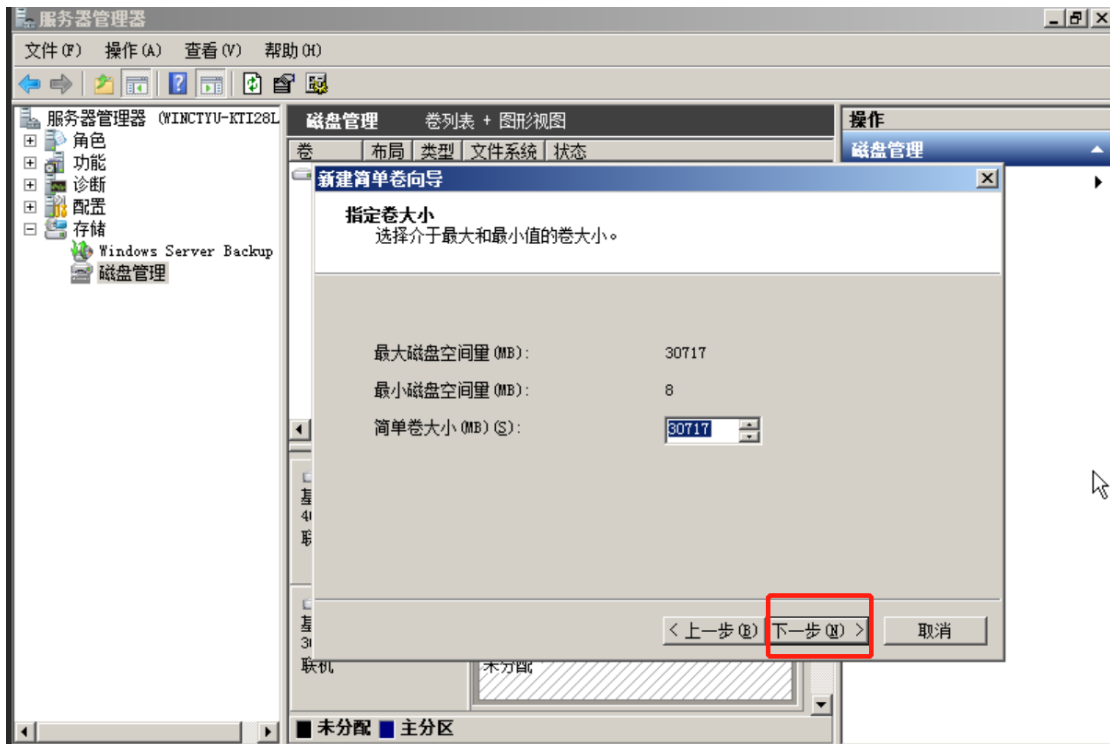 服务器管理器
文件(F) 操作(A) 查看(V) 帮助(H)
服务器管理器 (WINCTYU-KTI28L
角色
功能
诊断
配置
存储
Windows Server Backup
磁盘管理
磁盘管理 卷列表 + 图形视图
卷 布局 类型 文件系统 状态
操作
磁盘管理
新建简单卷向导
指定卷大小
选择介于最大和最小值的卷大小。
最大磁盘空间量(MB): 30717
最小磁盘空间量(MB): 8
简单卷大小(MB)(S): 30717
< 上一步(B) 下一步(N) > 取消
联机
未分配
未分配 主分区